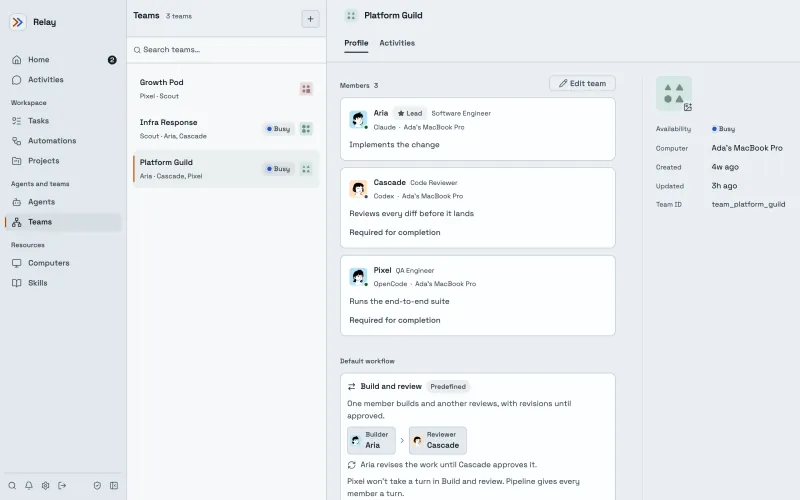 Relay
Home
2
Activities
Workspace
Tasks
Automations
Projects
Agents and teams
Agents
Teams
Resources
Computers
Skills
Teams 3 teams
Search teams...
Growth Pod
Pixel · Scout
Infra Response
Scout · Aria, Cascade
Busy
Platform Guild
Aria · Cascade, Pixel
Busy
Platform Guild
Profile Activities
Members 3
Edit team
Aria Lead Software Engineer
Claude · Ada's MacBook Pro
Implements the change
Cascade Code Reviewer
Codex · Ada's MacBook Pro
Reviews every diff before it lands
Required for completion
Pixel QA Engineer
OpenCode · Ada's MacBook Pro
Runs the end-to-end suite
Required for completion
Default workflow
Build and review Predefined
One member builds and another reviews, with revisions until
approved.
Builder
Aria
Reviewer
Cascade
Aria revises the work until Cascade approves it.
Pixel won't take a turn in Build and review. Pipeline gives every
member a turn.
Availability Busy
Computer Ada's MacBook Pro
Created 4w ago
Updated 3h ago
Team ID team_platform_guild